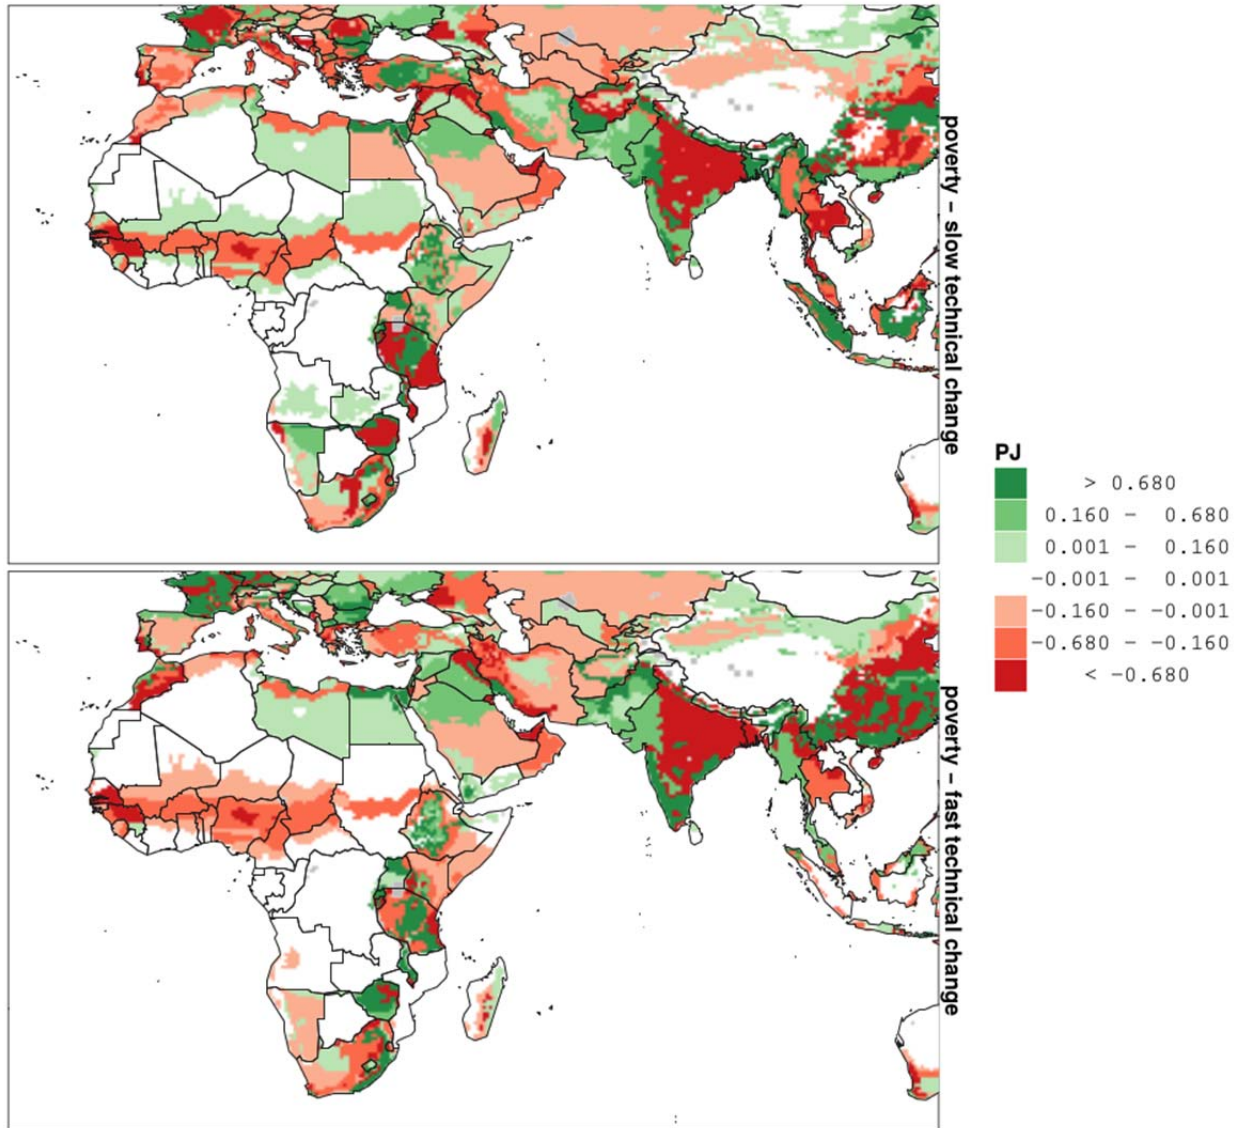 poverty – slow technical change
PJ
> 0.680
0.160 – 0.680
0.001 – 0.160
−0.001 – 0.001
−0.160 – −0.001
−0.680 – −0.160
< −0.680
poverty – fast technical change